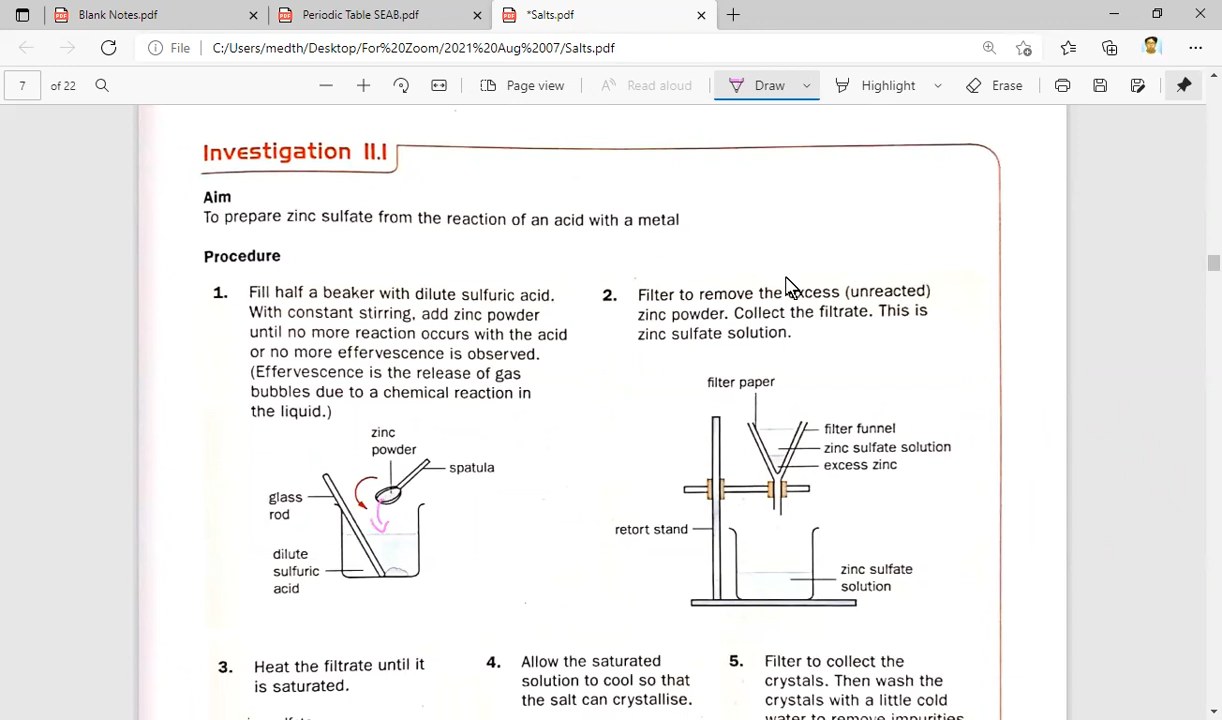 Blank Notes.pdf
Periodic Table SEAB.pdf
*Salts.pdf
File
C:/Users/medth/Desktop/For%20Zoom/2021%20Aug%2007/Salts.pdf
7 of 22
Page view
Read aloud
Draw
Highlight
Erase
Investigation 11.1
Aim
To prepare zinc sulfate from the reaction of an acid with a metal
Procedure
1. Fill half a beaker with dilute sulfuric acid.
With constant stirring, add zinc powder
until no more reaction occurs with the acid
or no more effervescence is observed.
(Effervescence is the release of gas
bubbles due to a chemical reaction in
the liquid.)
zinc
powder
spatula
glass
rod
dilute
sulfuric
acid
2. Filter to remove the excess (unreacted)
zinc powder. Collect the filtrate. This is
zinc sulfate solution.
filter paper
filter funnel
zinc sulfate solution
excess zinc
retort stand
zinc sulfate
solution
3. Heat the filtrate until it
is saturated.
4. Allow the saturated
solution to cool so that
the salt can crystallise.
5. Filter to collect the
crystals. Then wash the
crystals with a little cold
water to remove impurities